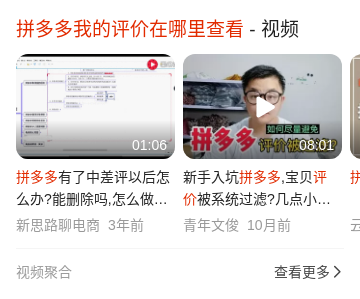 拼多多我的评价在哪里查看 - 视频
01:06
如何尽量避免
拼多多
08:01
拼多多有了中差评以后怎
么办?能删除吗,怎么做…
新思路聊电商 3年前
新手入坑拼多多,宝贝评
价被系统过滤?几点小…
青年文俊 10月前
视频聚合
查看更多